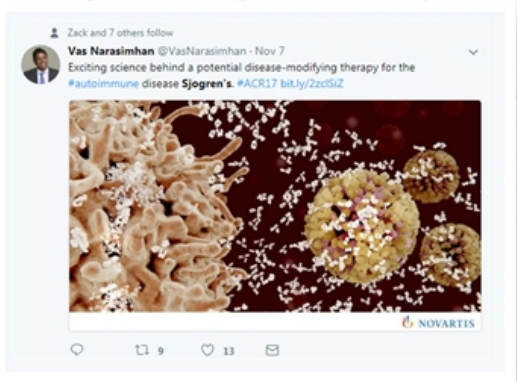 Zack and 7 others follow
Vas Narasimhan @VasNarasimhan · Nov 7
Exciting science behind a potential disease-modifying therapy for the
#autoimmune disease Sjogren's. #ACR17 bit.ly/2zclSiZ
NOVARTIS
9 13